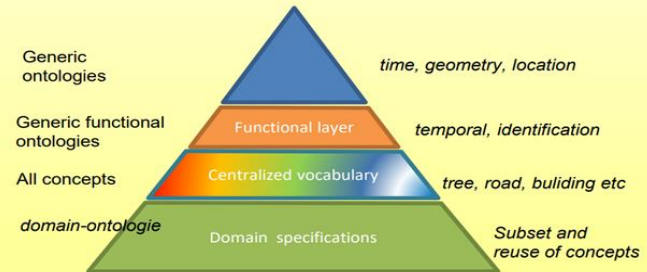 Generic
ontologies
time, geometry, location
Generic functional
ontologies
Functional layer
temporal, identification
All concepts
Centralized vocabulary
tree, road, buliding etc
domain-ontologie
Domain specifications
Subset and
reuse of concepts